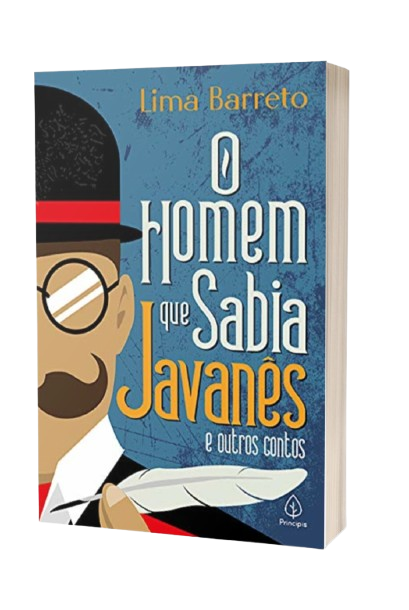 Lima Barreto
O
Homem
que Sabia
Javanês
e outros contos
Principis